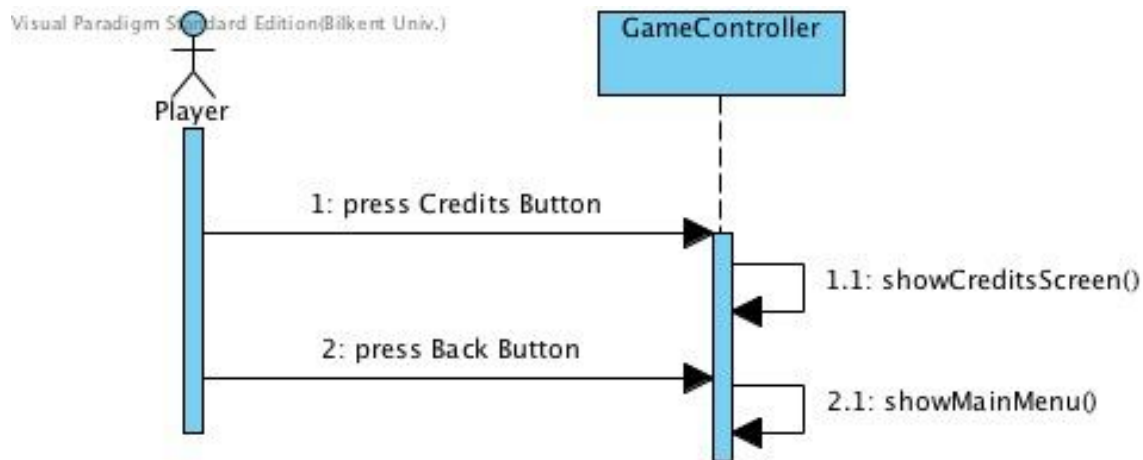 Visual Paradigm Standard Edition(Bilkent Univ.)
GameController
Player
1: press Credits Button
1.1: showCreditsScreen()
2: press Back Button
2.1: showMainMenu()